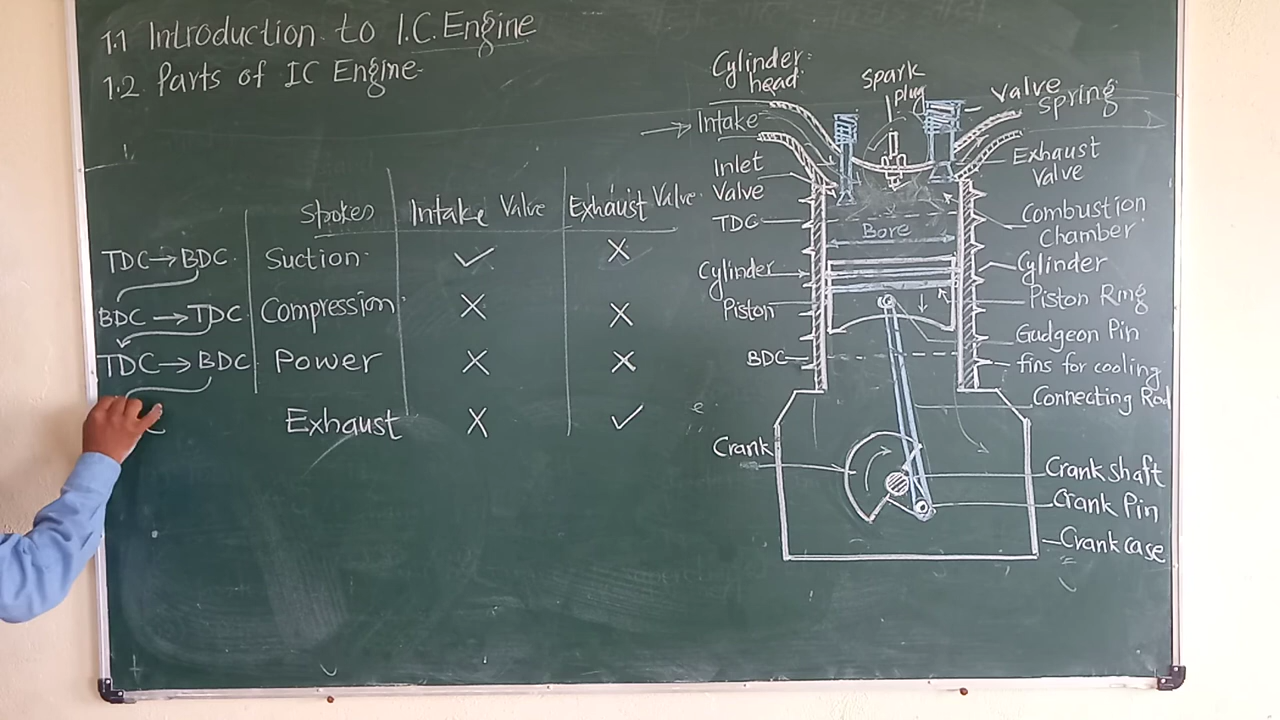 1.1 Introduction to I.C. Engine
1.2 Parts of IC Engine
Strokes Intake Valve Exhaust Valve
TDC→BDC Suction ✓ X
BDC→TDC Compression X X
TDC→BDC Power X X
Exhaust X ✓
Cylinder head
Spark plug
Valve Spring
Intake
Inlet Valve
Exhaust Valve
TDC
Combustion Chamber
Bore
Cylinder
Cylinder
Piston
Piston Ring
Gudgeon Pin
BDC
fins for cooling
Connecting Rod
Crank
Crank shaft
Crank Pin
Crank case